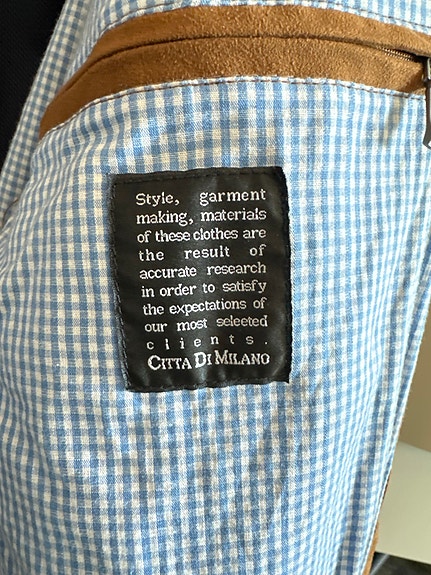 Style, garment
making, materials
of these clothes are
the result of
accurate research
in order to satisfy
the expectations of
our most seleeted
clients.
CITTA DI MILANO